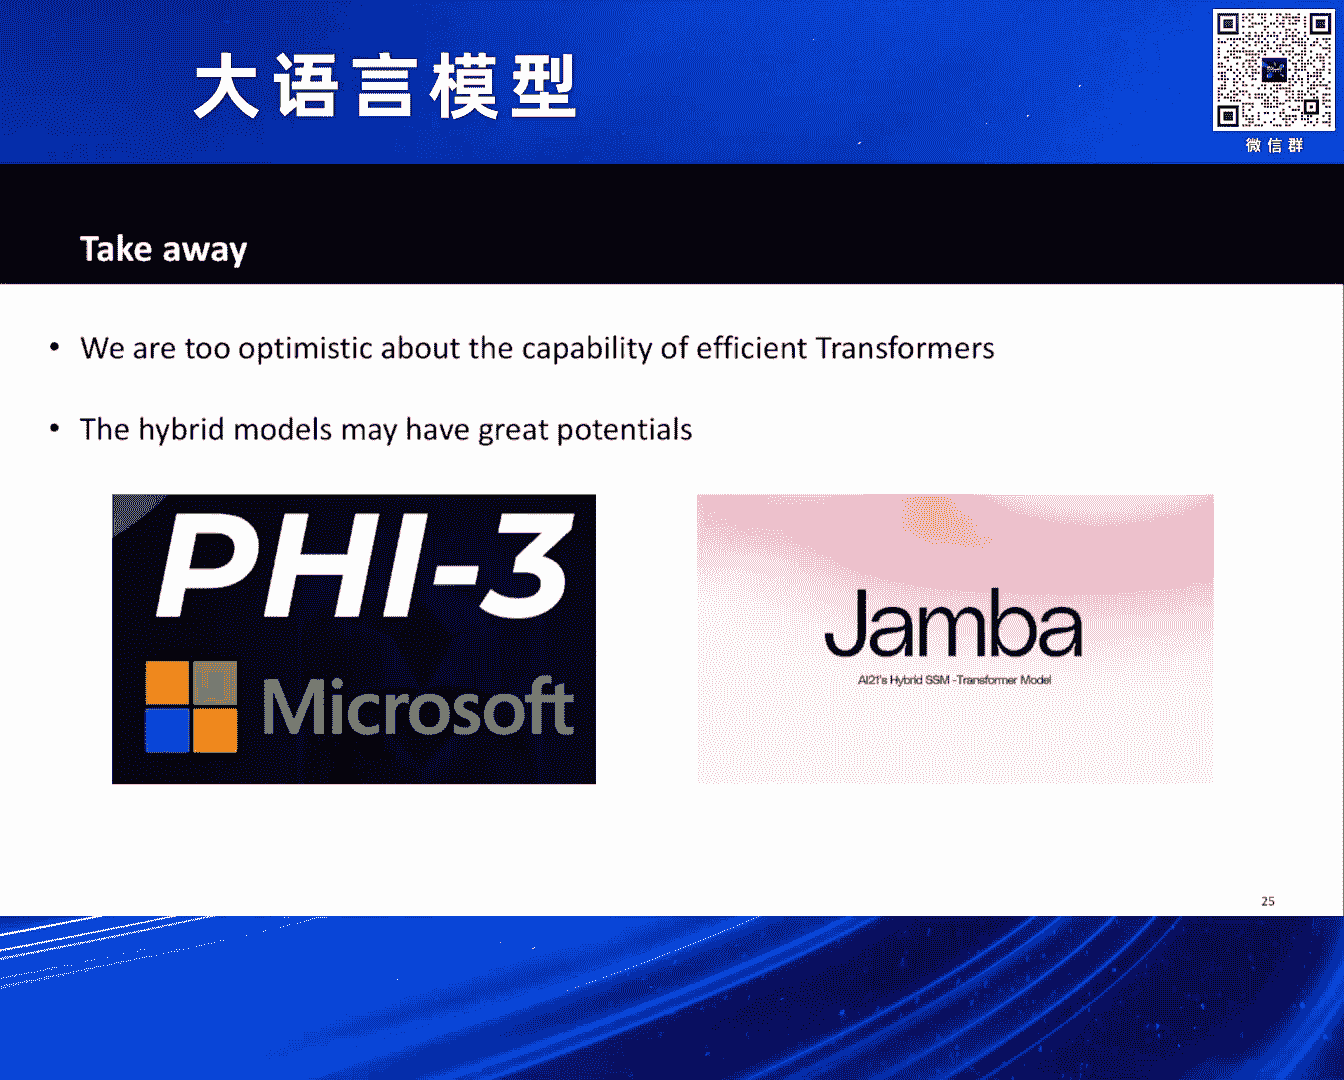 大语言模型
微信群
Take away
• We are too optimistic about the capability of efficient Transformers
• The hybrid models may have great potentials
PHI-3
Microsoft
Jamba
AI21's Hybrid SSM -Transformer Model
25